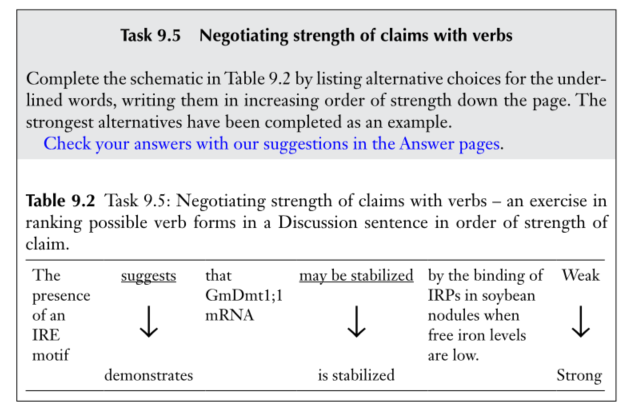 Task 9.5 Negotiating strength of claims with verbs
Complete the schematic in Table 9.2 by listing alternative choices for the under-
lined words, writing them in increasing order of strength down the page. The
strongest alternatives have been completed as an example.
Check your answers with our suggestions in the Answer pages.
Table 9.2 Task 9.5: Negotiating strength of claims with verbs – an exercise in
ranking possible verb forms in a Discussion sentence in order of strength of
claim.
The suggests that may be stabilized by the binding of Weak
presence GmDmt1;1 IRPs in soybean
of an mRNA nodules when
IRE free iron levels
motif are low.
demonstrates is stabilized Strong